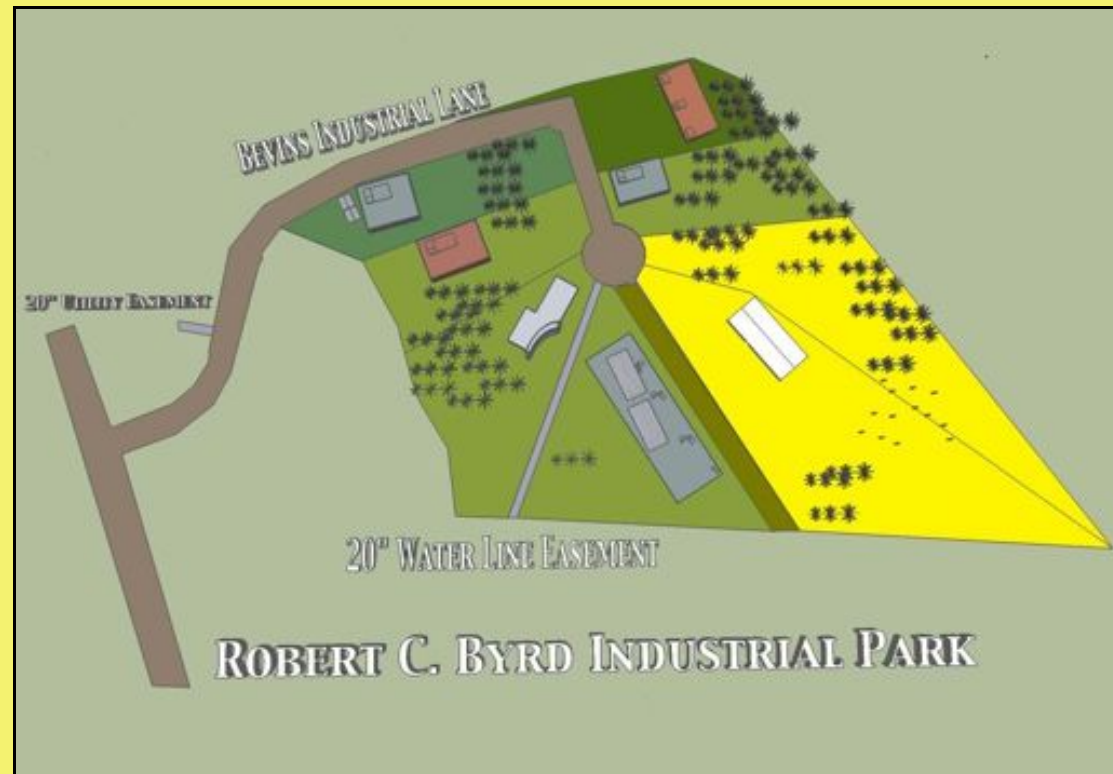 BEVINS INDUSTRIAL LANE
20" UTILITY EASEMENT
20" WATER LINE EASEMENT
ROBERT C. BYRD INDUSTRIAL PARK